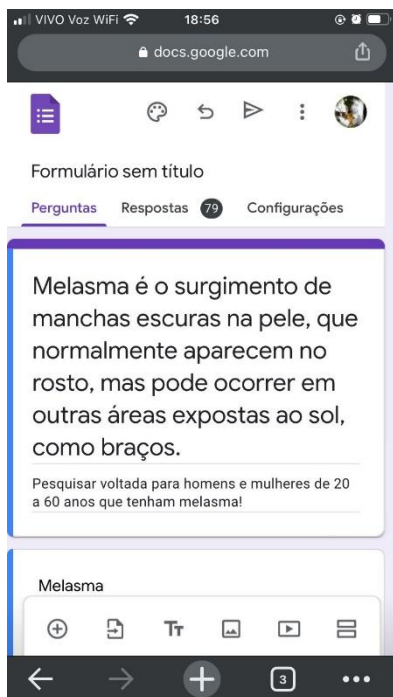 VIVO Voz WiFi 18:56
docs.google.com
Formulário sem título
Perguntas Respostas 79 Configurações
Melasma é o surgimento de
manchas escuras na pele, que
normalmente aparecem no
rosto, mas pode ocorrer em
outras áreas expostas ao sol,
como braços.
Pesquisar voltada para homens e mulheres de 20
a 60 anos que tenham melasma!
Melasma
Tт
3